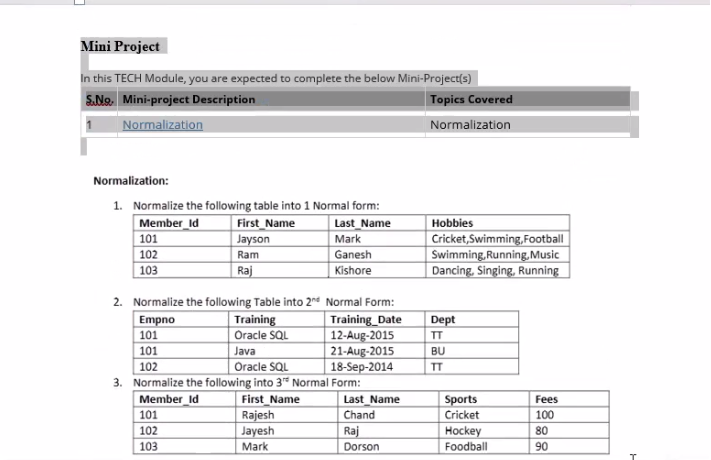 Mini Project
In this TECH Module, you are expected to complete the below Mini-Project(s)
S.No. Mini-project Description Topics Covered
1 Normalization Normalization
Normalization:
1. Normalize the following table into 1 Normal form:
Member_Id First_Name Last_Name Hobbies
101 Jayson Mark Cricket,Swimming,Football
102 Ram Ganesh Swimming,Running,Music
103 Raj Kishore Dancing, Singing, Running
2. Normalize the following Table into 2nd Normal Form:
Empno Training Training_Date Dept
101 Oracle SQL 12-Aug-2015 TT
101 Java 21-Aug-2015 BU
102 Oracle SQL 18-Sep-2014 TT
3. Normalize the following into 3rd Normal Form:
Member_Id First_Name Last_Name Sports Fees
101 Rajesh Chand Cricket 100
102 Jayesh Raj Hockey 80
103 Mark Dorson Foodball 90